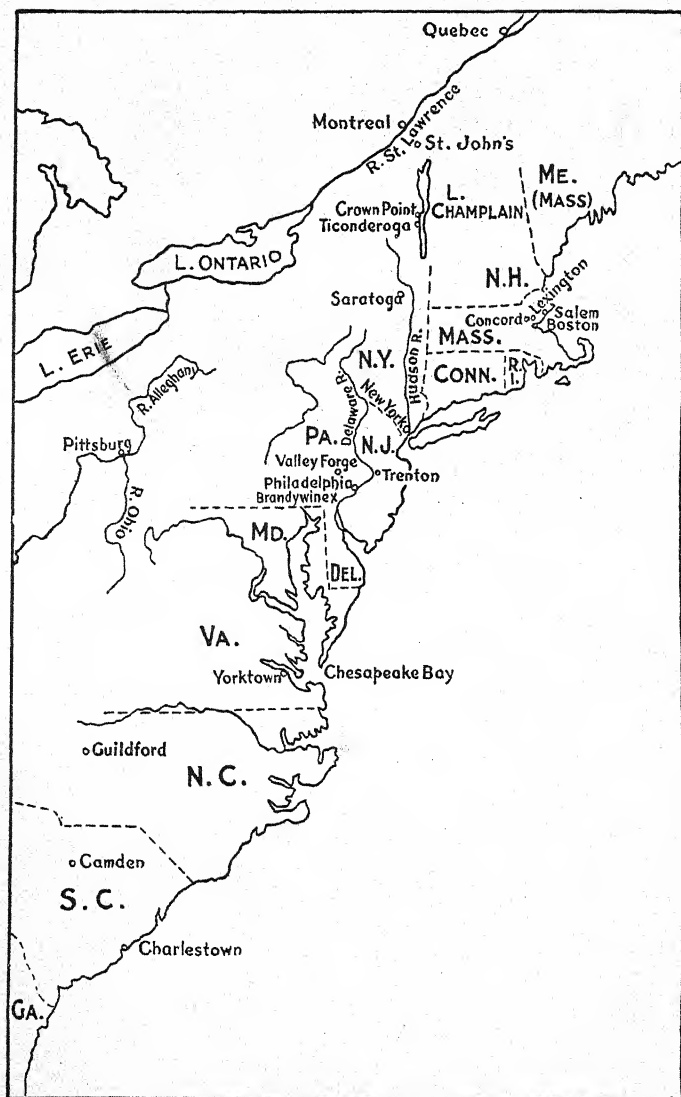 Quebec
Montreal
R. St. Lawrence
St. John's
ME.
(MASS)
L.
CHAMPLAIN
Crown Point
Ticonderoga
L. ONTARIO
N.H.
Lexington
Saratoga
Concord
Salem
Boston
MASS.
L. ERIE
Hudson R.
N.Y.
CONN.
R.
I.
R. Alleghany
Delaware R.
New York
PA.
N.J.
Pittsburg
Valley Forge
Trenton
Philadelphia
Brandywine x
R. Ohio
MD.
DEL.
VA.
Yorktown
Chesapeake Bay
Guildford
N.C.
Camden
S.C.
Charlestown
GA.